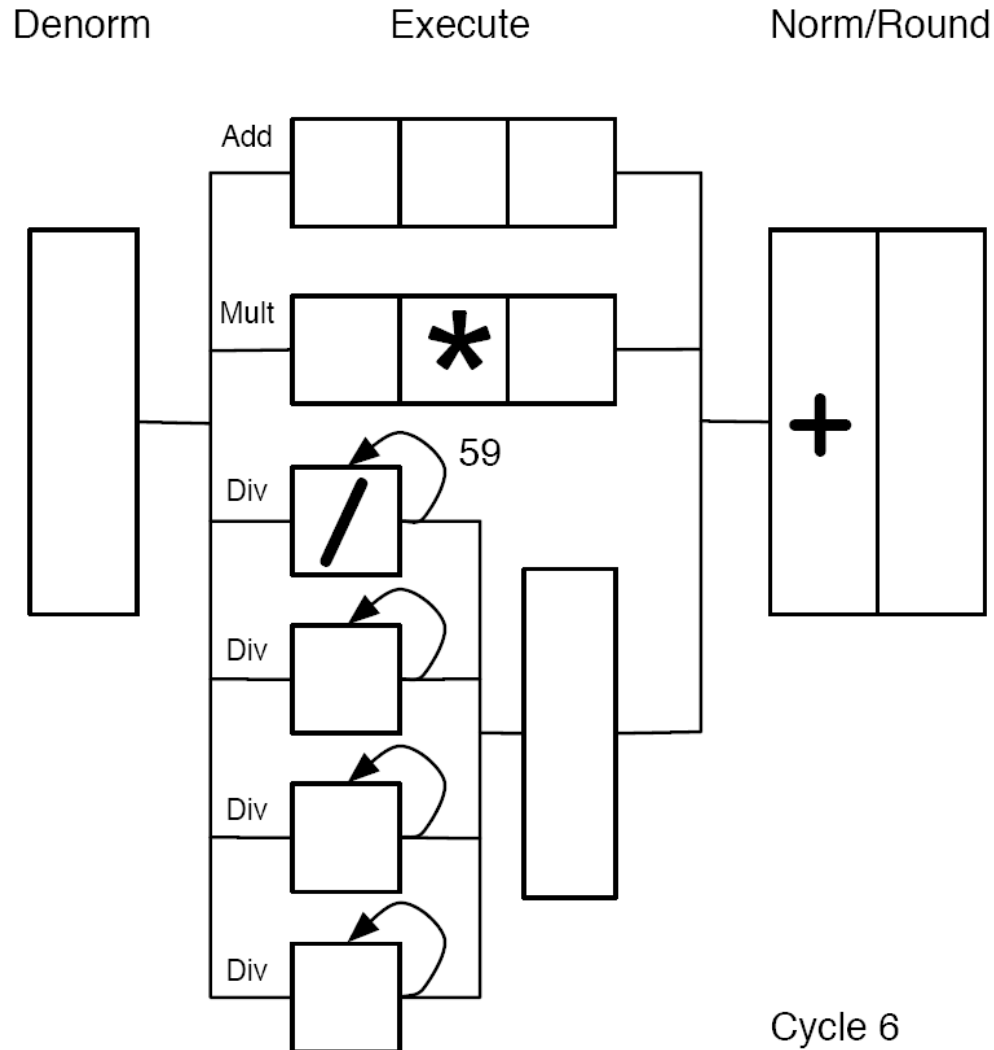 Denorm Execute Norm/Round
Add
Mult
*
+
Div
59
/
Div
Div
Div
Cycle 6